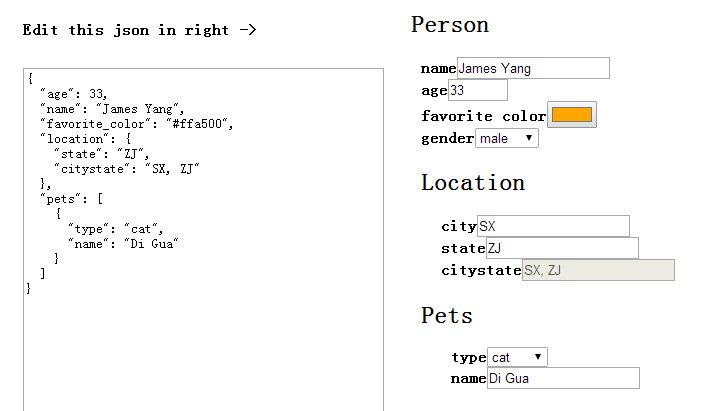 Edit this json in right ->
{
  "age": 33,
  "name": "James Yang",
  "favorite_color": "#ffa500",
  "location": {
    "state": "ZJ",
    "citystate": "SX, ZJ"
  },
  "pets": [
    {
      "type": "cat",
      "name": "Di Gua"
    }
  ]
}
Person
name James Yang
age 33
favorite color
gender male
Location
city SX
state ZJ
citystate SX, ZJ
Pets
type cat
name Di Gua